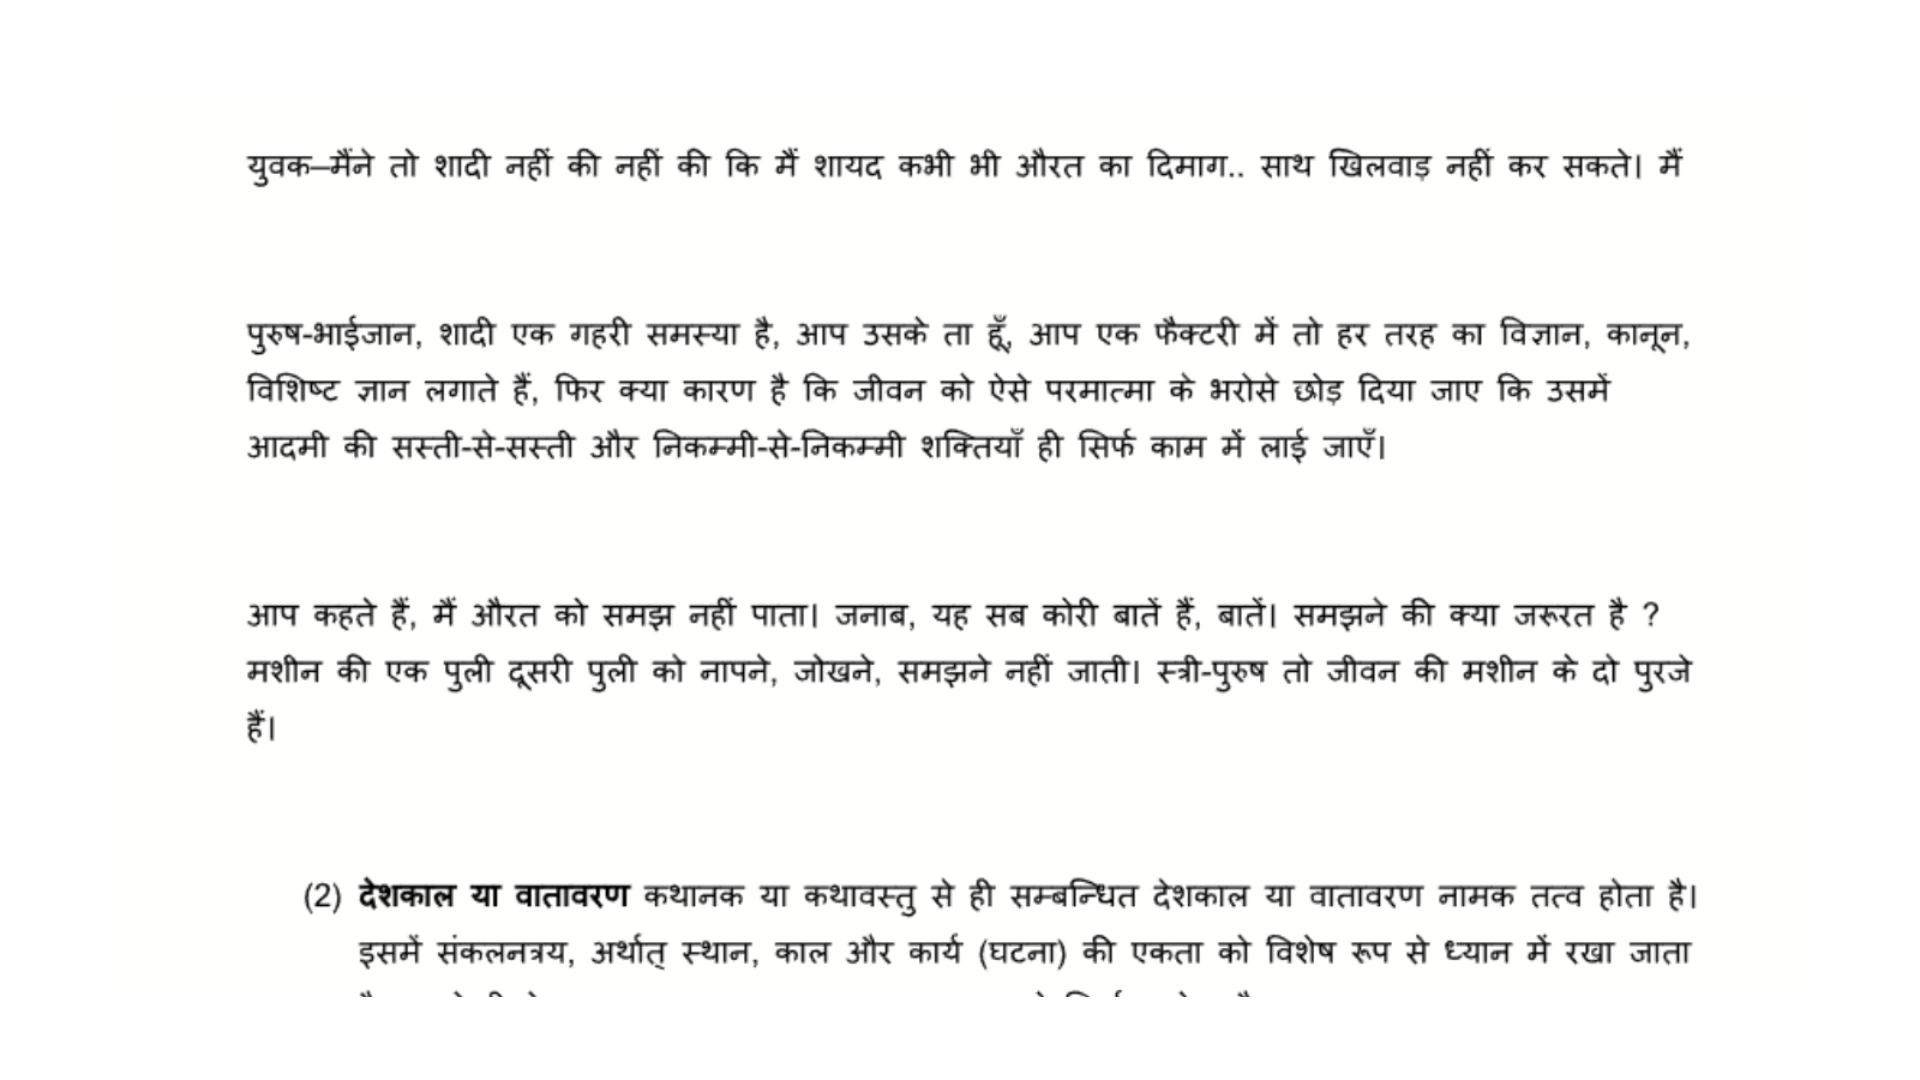 युवक–मैंने तो शादी नहीं की नहीं की कि मैं शायद कभी भी औरत का दिमाग.. साथ खिलवाड़ नहीं कर सकते। मैं
पुरुष-भाईजान, शादी एक गहरी समस्या है, आप उसके ता हूँ, आप एक फैक्टरी में तो हर तरह का विज्ञान, कानून,
विशिष्ट ज्ञान लगाते हैं, फिर क्या कारण है कि जीवन को ऐसे परमात्मा के भरोसे छोड़ दिया जाए कि उसमें
आदमी की सस्ती-से-सस्ती और निकम्मी-से-निकम्मी शक्तियाँ ही सिर्फ काम में लाई जाएँ।
आप कहते हैं, मैं औरत को समझ नहीं पाता। जनाब, यह सब कोरी बातें हैं, बातें। समझने की क्या जरूरत है ?
मशीन की एक पुली दूसरी पुली को नापने, जोखने, समझने नहीं जाती। स्त्री-पुरुष तो जीवन की मशीन के दो पुरजे
हैं।
(2) देशकाल या वातावरण कथानक या कथावस्तु से ही सम्बन्धित देशकाल या वातावरण नामक तत्व होता है।
इसमें संकलनत्रय, अर्थात् स्थान, काल और कार्य (घटना) की एकता को विशेष रूप से ध्यान में रखा जाता